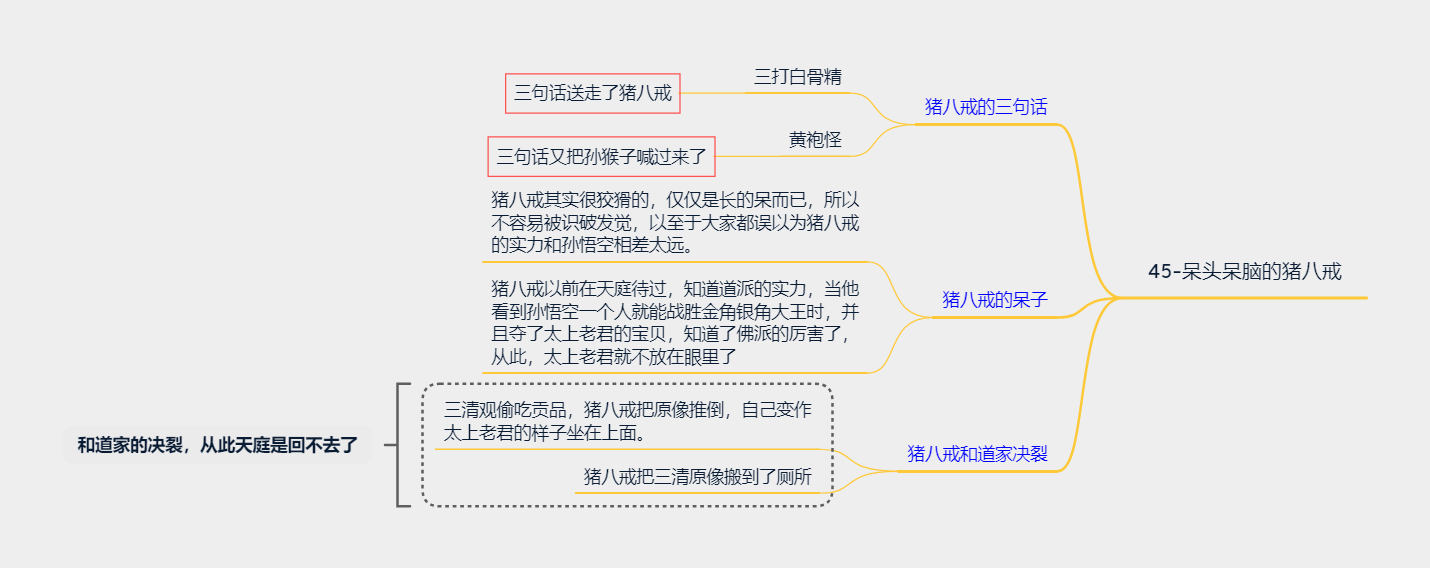 45-呆头呆脑的猪八戒
猪八戒的三句话
三打白骨精
三句话送走了猪八戒
黄袍怪
三句话又把孙猴子喊过来了
猪八戒的呆子
猪八戒其实很狡猾的，仅仅是长的呆而已，所以
不容易被识破发觉，以至于大家都误以为猪八戒
的实力和孙悟空相差太远。
猪八戒以前在天庭待过，知道道派的实力，当他
看到孙悟空一个人就能战胜金角银角大王时，并
且夺了太上老君的宝贝，知道了佛派的厉害了，
从此，太上老君就不放在眼里了
猪八戒和道家决裂
三清观偷吃贡品，猪八戒把原像推倒，自己变作
太上老君的样子坐在上面。
猪八戒把三清原像搬到了厕所
和道家的决裂，从此天庭是回不去了